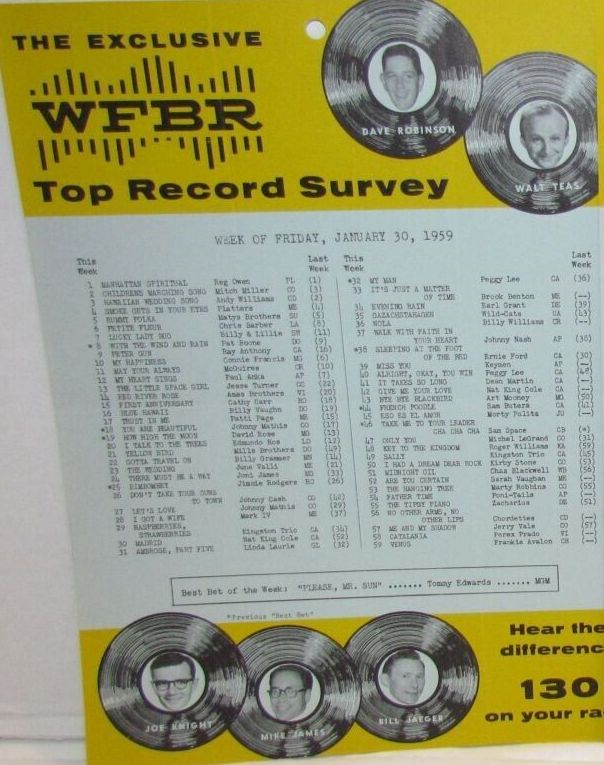 THE EXCLUSIVE
WFBR
Top Record Survey
DAVE ROBINSON
WALT TEAS
WEEK OF FRIDAY, JANUARY 30, 1959
This Week
Last Week
This Week
Last Week
1 MANHATTAN SPIRITUAL Reg Owen PL (1)
2 CHILDRENS MARCHING SONG Mitch Miller CO (3)
3 HAWAIIAN WEDDING SONG Andy Williams CD (2)
4 SMOKE GETS IN YOUR EYES Platters ME (4)
5 RUMMY POLKA Matys Brothers SU (5)
6 PETITE FLEUR Chris Barber LA (8)
7 LUCKY LADY BUG Billy & Lillie SW (11)
*8 WITH THE WIND AND RAIN Pat Boone DO (9)
9 PETER GUN Ray Anthony CA (16)
10 MY HAPPINESS Connie Francis MG (6)
11 MAY YOUR ALWAYS McGuires CR (10)
12 MY HEART SINGS Paul Anka AP (7)
13 THE LITTLE SPACE GIRL Jesse Turner CO (22)
14 RED RIVER ROSE Ames Brothers VI (20)
15 FIRST ANNIVERSARY Cathy Carr RO (18)
16 BLUE HAWAII Billy Vaughn DO (19)
17 TRUST IN ME Patti Page ME (15)
*18 YOU ARE BEAUTIFUL Johnny Mathis CO (17)
*19 HOW HIGH THE MOON David Rose MG (13)
20 I TALK TO THE TREES Edmundo Ros LO (12)
21 YELLOW BIRD Mills Brothers DO (49)
22 GOTTA TRAVEL ON Billy Grammer MN (14)
23 THE WEDDING June Valli ME (21)
24 THERE MUST BE A WAY Joni James MG (33)
*25 BIMBOMBEY Jimmie Rodgers RO (26)
26 DON'T TAKE YOUR GUNS
TO TOWN Johnny Cash CO (42)
27 LET'S LOVE Johnny Mathis CO (29)
28 I GOT A WIFE Mark IV ME (37)
29 RASPBERRIES,
STRAWBERRIES Kingston Trio CA (34)
30 MADRID Nat King Cole CA (52)
31 AMBROSE, PART FIVE Linda Laurie GL (32)
*32 MY MAN Peggy Lee CA (36)
33 IT'S JUST A MATTER
OF TIME Brook Benton ME (--)
34 EVENING RAIN Earl Grant DE (39)
35 GAZACHSTAHAGEN Wild-Cats UA (43)
36 NOLA Billy Williams CR (--)
37 WALK WITH FAITH IN
YOUR HEART Johnny Nash AP (38)
*38 SLEEPING AT THE FOOT
OF THE BED Ernie Ford CA (30)
39 MISS YOU Keymen AP (--)
40 ALRIGHT, OKAY, YOU WIN Peggy Lee CA (48)
41 IT TAKES SO LONG Dean Martin CA (--)
42 GIVE ME YOUR LOVE Nat King Cole CA (--)
43 BYE BYE BLACKBIRD Art Mooney MG (50)
*44 FRENCH POODLE Sam Butera CA (41)
45 ESO ES EL AMOR Morty Palitz JU (--)
*46 TAKE ME TO YOUR LEADER
CHA CHA CHA Sam Space CB (*)
47 ONLY YOU Michel LeGrand CO (31)
48 KEY TO THE KINGDOM Roger Williams KA (59)
49 SALLY Kingston Trio CA (45)
50 I HAD A DREAM DEAR ROCK Kirby Stone CO (53)
51 MIDNIGHT OIL Chas Blackwell WB (56)
52 ARE YOU CERTAIN Sarah Vaughan ME (--)
53 THE HANGING TREE Marty Robbins CO (55)
54 FATHER TIME Poni-Tails AP (--)
55 THE TIPSY PIANO Zacharius DE (51)
56 NO OTHER ARMS, NO
OTHER LIPS Chordettes CD (--)
57 ME AND MY SHADOW Jerry Vale CO (57)
58 CATALANIA Perez Prado VI (--)
59 VENUS Frankie Avalon CH (--)
Best Bet of the Week: "PLEASE, MR. SUN" ....... Tommy Edwards ....... MGM
*Previous "Best Bet"
JOE KNIGHT
MIKE JAMES
BILL JAEGER
Hear the
differenc
130
on your ra